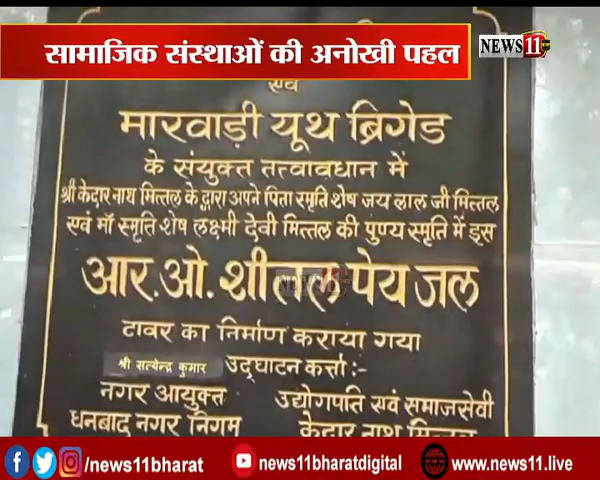 सामाजिक संस्थाओं की अनोखी पहल
NEWS11
एवं
मारवाड़ी यूथ ब्रिगेड
के संयुक्त तत्वावधान में
श्री केदार नाथ मित्तल के द्वारा अपने पिता स्मृति शेष जय लाल जी मित्तल
एवं माँ स्मृति शेष लक्ष्मी देवी मित्तल की पुण्य स्मृति में इस
आर.ओ. शीतल पेय जल
टावर का निर्माण कराया गया
श्री सत्येन्द्र कुमार उद्घाटन कर्त्ता :-
नगर आयुक्त उद्योगपति एवं समाजसेवी
धनबाद नगर निगम केदार नाथ मित्तल
/news11bharat /news11bharatdigital www.news11.live